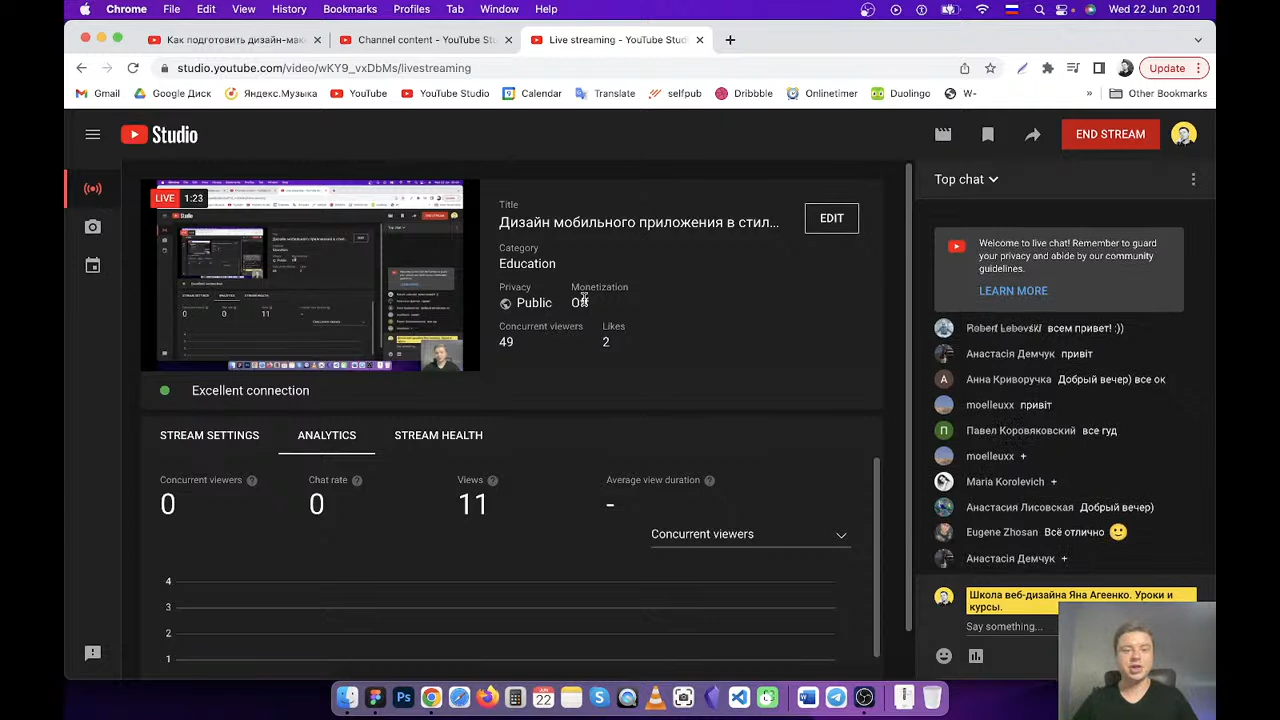 Chrome File Edit View History Bookmarks Profiles Tab Window Help Wed 22 Jun 20:01
Как подготовить дизайн-мак
Channel content - YouTube Stu
Live streaming - YouTube Studi
studio.youtube.com/video/wKY9_vxDbMs/livestreaming
Update
Gmail Google Диск Яндекс.Музыка YouTube YouTube Studio Calendar Translate selfpub Dribbble Onlinetimer Duolingo W- » Other Bookmarks
Studio
END STREAM
LIVE 1:23
Title
Дизайн мобильного приложения в стил...
EDIT
Category
Education
Privacy Monetization
Public Off
Concurrent viewers Likes
49 2
Excellent connection
STREAM SETTINGS ANALYTICS STREAM HEALTH
Concurrent viewers Chat rate Views Average view duration
0 0 11 -
Concurrent viewers
4
3
2
1
Top chat
Welcome to live chat! Remember to guard
your privacy and abide by our community
guidelines.
LEARN MORE
всем привет! :))
Анастасія Демчук привіт
Анна Криворучка Добрый вечер) все ок
moelleuxx привіт
Павел Коровяковский все гуд
moelleuxx +
Maria Korolevich +
Анастасия Лисовская Добрый вечер)
Eugene Zhosan Всё отлично
Анастасія Демчук +
Школа веб-дизайна Яна Агеенко. Уроки и
курсы.
Say something...
JUN
22